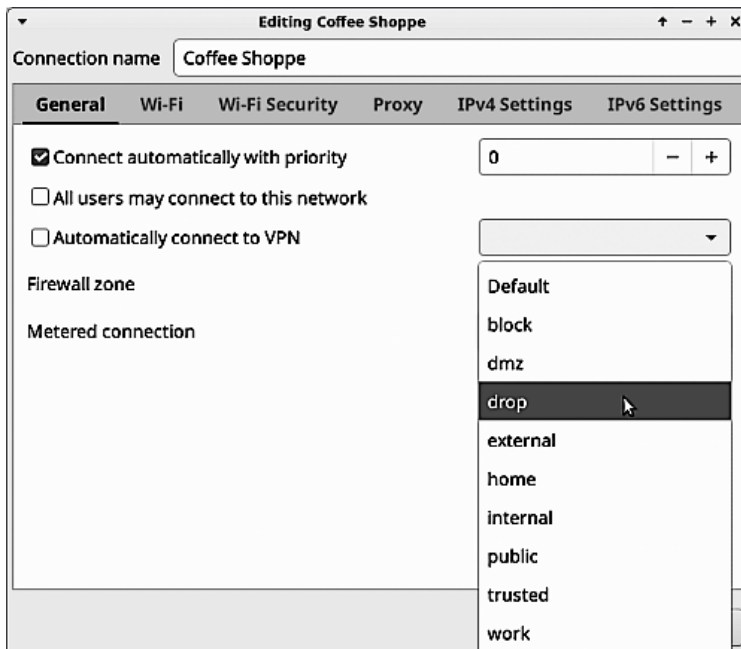 Editing Coffee Shoppe
Connection name Coffee Shoppe
General Wi-Fi Wi-Fi Security Proxy IPv4 Settings IPv6 Settings
Connect automatically with priority 0
All users may connect to this network
Automatically connect to VPN
Firewall zone
Metered connection
Default
block
dmz
drop
external
home
internal
public
trusted
work